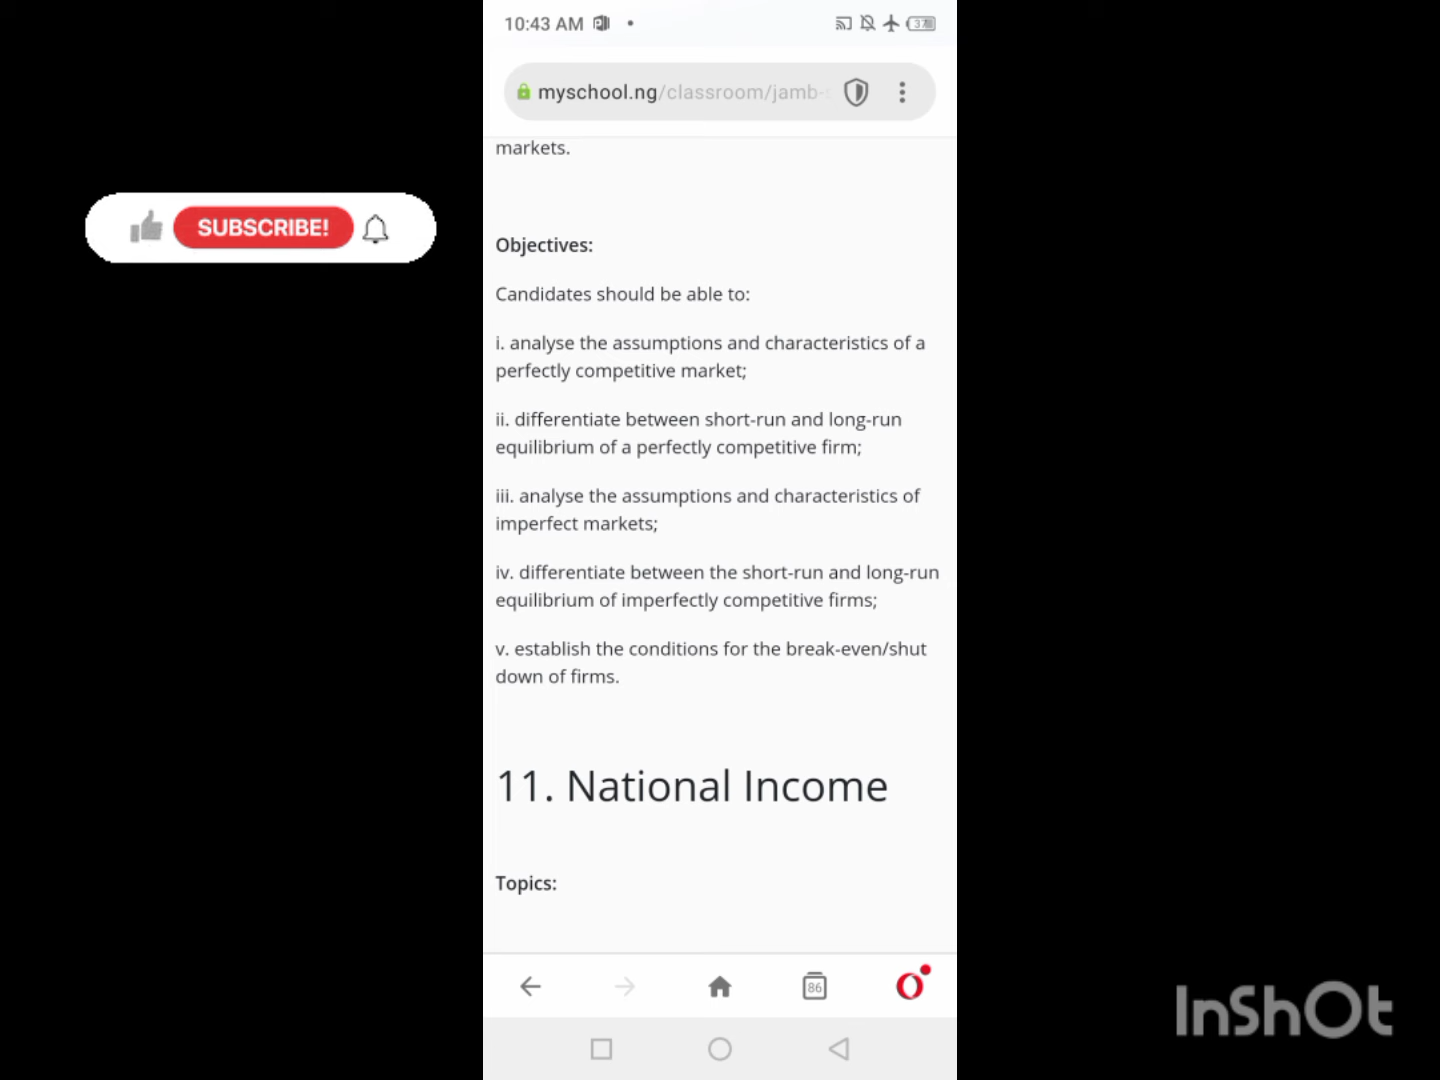 10:43 AM
37
myschool.ng/classroom/jamb-
SUBSCRIBE!
markets.
Objectives:
Candidates should be able to:
i. analyse the assumptions and characteristics of a
perfectly competitive market;
ii. differentiate between short-run and long-run
equilibrium of a perfectly competitive firm;
iii. analyse the assumptions and characteristics of
imperfect markets;
iv. differentiate between the short-run and long-run
equilibrium of imperfectly competitive firms;
v. establish the conditions for the break-even/shut
down of firms.
11. National Income
Topics:
86
InShOt